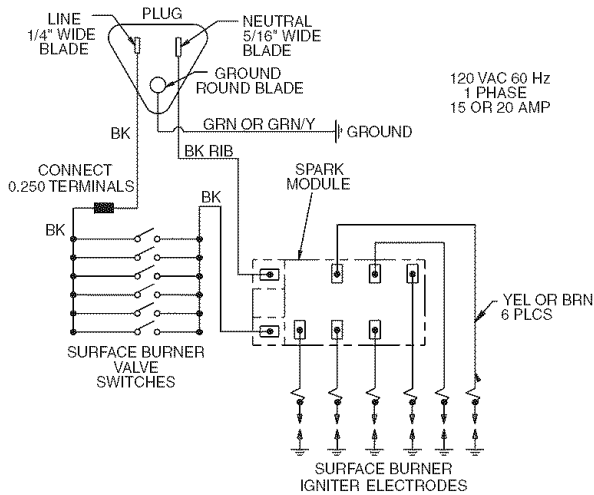 PLUG
LINE
1/4" WIDE
BLADE
NEUTRAL
5/16" WIDE
BLADE
GROUND
ROUND BLADE
120 VAC 60 Hz
1 PHASE
15 OR 20 AMP
BK
GRN OR GRN/Y
GROUND
BK RIB
CONNECT
0.250 TERMINALS
SPARK
MODULE
BK
BK
YEL OR BRN
6 PLCS
SURFACE BURNER
VALVE
SWITCHES
SURFACE BURNER
IGNITER ELECTRODES